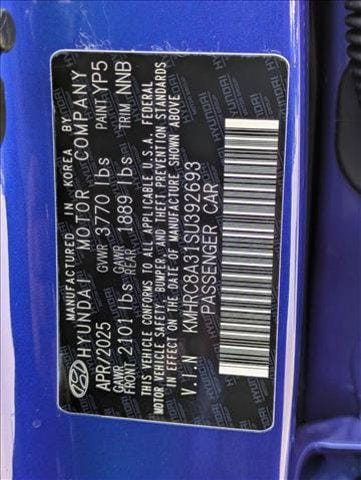 MANUFACTURED IN KOREA BY
HYUNDAI MOTOR COMPANY
APR/2025 GVWR 3770 lbs PAINT YP5
GAWR FRONT 2101 lbs GAWR REAR 1889 lbs TRIM NNB
THIS VEHICLE CONFORMS TO ALL APPLICABLE U.S.A. FEDERAL
MOTOR VEHICLE SAFETY, BUMPER, AND THEFT PREVENTION STANDARDS
IN EFFECT ON THE DATE OF MANUFACTURE SHOWN ABOVE
V.I.N KMHRC8A31SU392693
PASSENGER CAR